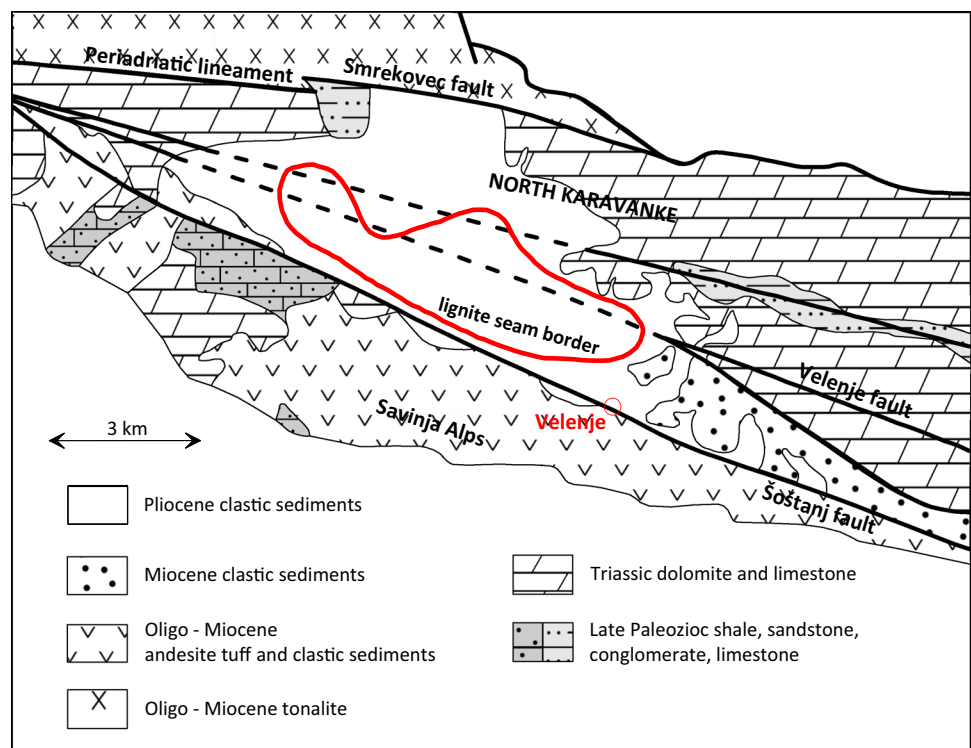 Periadriatic lineament
Smrekovec fault
NORTH KARAVANKE
lignite seam border
Velenje fault
Velenje
Savinja Alps
3 km
Šoštanj fault
Pliocene clastic sediments
Miocene clastic sediments
Oligo - Miocene
andesite tuff and clastic sediments
Oligo - Miocene tonalite
Triassic dolomite and limestone
Late Paleozioc shale, sandstone,
conglomerate, limestone